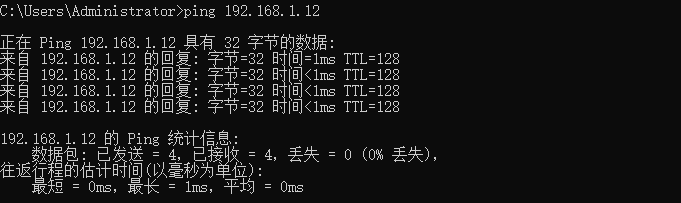 C:\Users\Administrator>ping 192.168.1.12
正在 Ping 192.168.1.12 具有 32 字节的数据:
来自 192.168.1.12 的回复: 字节=32 时间=1ms TTL=128
来自 192.168.1.12 的回复: 字节=32 时间<1ms TTL=128
来自 192.168.1.12 的回复: 字节=32 时间<1ms TTL=128
来自 192.168.1.12 的回复: 字节=32 时间<1ms TTL=128
192.168.1.12 的 Ping 统计信息:
数据包: 已发送 = 4, 已接收 = 4, 丢失 = 0 (0% 丢失),
往返行程的估计时间(以毫秒为单位):
最短 = 0ms, 最长 = 1ms, 平均 = 0ms